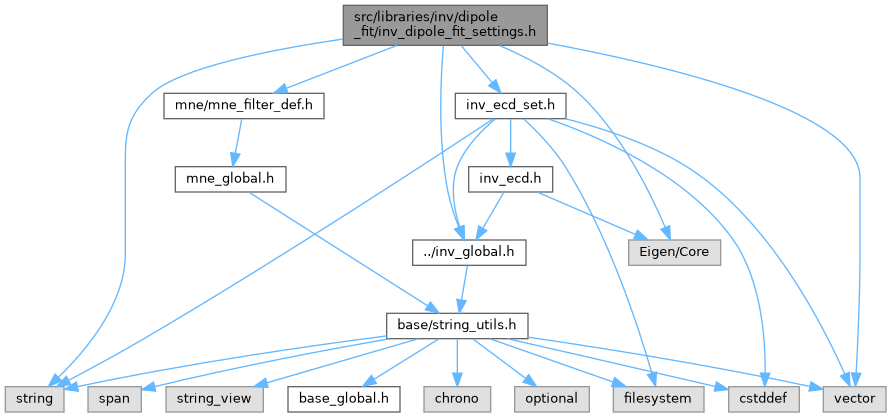 src/libraries/inv/dipole
_fit/inv_dipole_fit_settings.h
mne/mne_filter_def.h
inv_ecd_set.h
mne_global.h
inv_ecd.h
../inv_global.h
Eigen/Core
base/string_utils.h
string
span
string_view
base_global.h
chrono
optional
filesystem
cstddef
vector